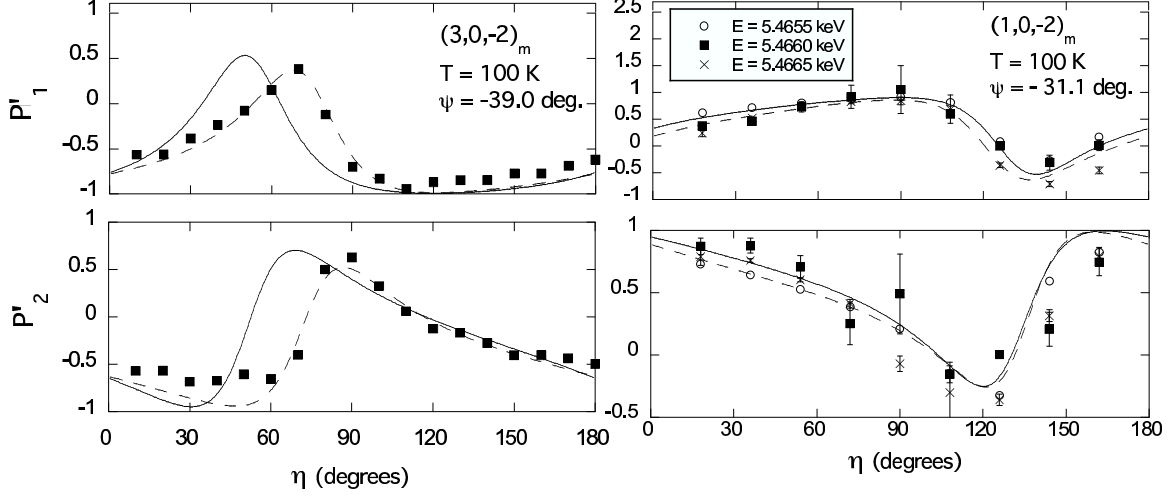 P'₁
1
0.5
0
-0.5
-1
(3,0,-2)m
T = 100 K
ψ = -39.0 deg.
P'₂
1
0.5
0
-0.5
-1
0 30 60 90 120 150 180
η (degrees)
2.5
2
1.5
1
0.5
0
-0.5
-1
E = 5.4655 keV
E = 5.4660 keV
E = 5.4665 keV
(1,0,-2)m
T = 100 K
ψ = - 31.1 deg.
1
0.5
0
-0.5
0 30 60 90 120 150 180
η (degrees)